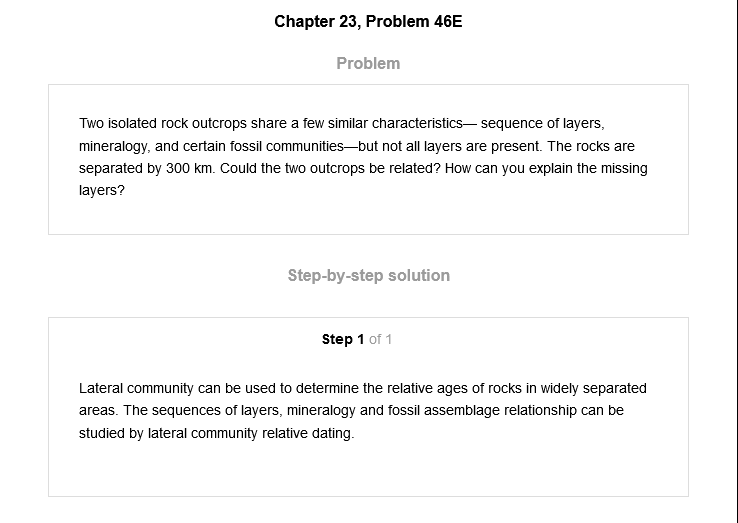 Chapter 23, Problem 46E
Problem
Two isolated rock outcrops share a few similar characteristics— sequence of layers,
mineralogy, and certain fossil communities—but not all layers are present. The rocks are
separated by 300 km. Could the two outcrops be related? How can you explain the missing
layers?
Step-by-step solution
Step 1 of 1
Lateral community can be used to determine the relative ages of rocks in widely separated
areas. The sequences of layers, mineralogy and fossil assemblage relationship can be
studied by lateral community relative dating.